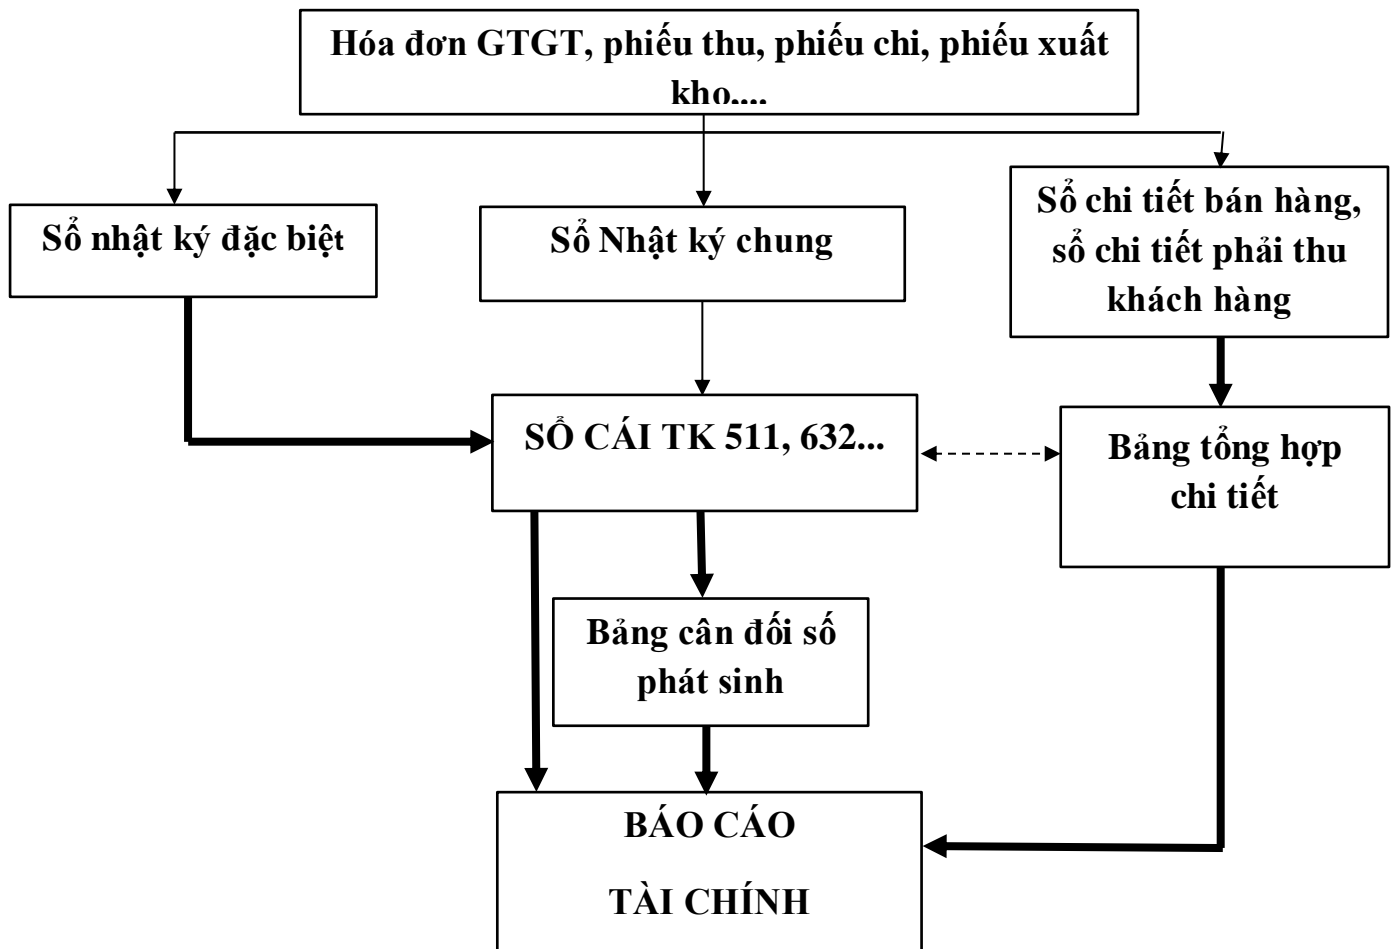 Hóa đơn GTGT, phiếu thu, phiếu chi, phiếu xuất
kho,...
Sổ nhật ký đặc biệt
Sổ Nhật ký chung
Sổ chi tiết bán hàng,
sổ chi tiết phải thu
khách hàng
SỔ CÁI TK 511, 632...
Bảng tổng hợp
chi tiết
Bảng cân đối số
phát sinh
BÁO CÁO
TÀI CHÍNH